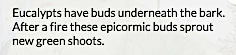 Eucalypts have buds underneath the bark.
After a fire these epicormic buds sprout
new green shoots.